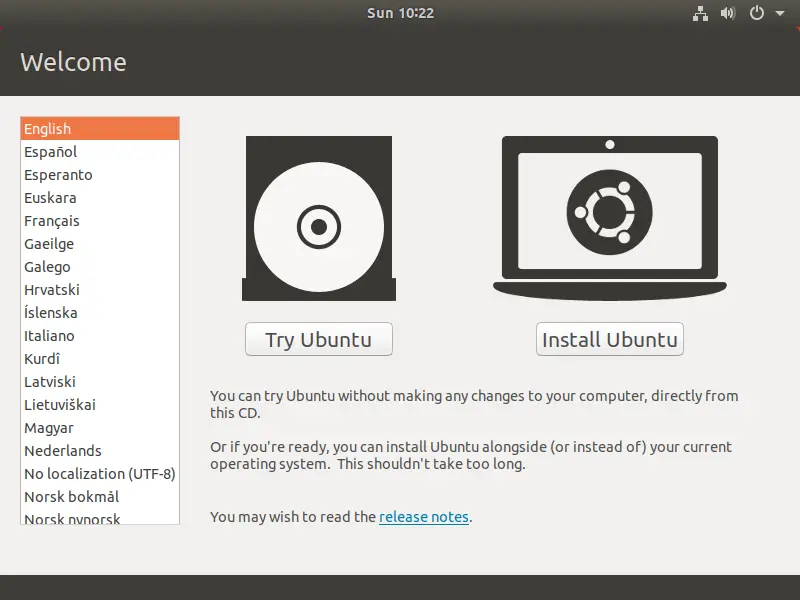 Sun 10:22
Welcome
English
Español
Esperanto
Euskara
Français
Gaeilge
Galego
Hrvatski
Íslenska
Italiano
Kurdî
Latviski
Lietuviškai
Magyar
Nederlands
No localization (UTF-8)
Norsk bokmål
Norsk nynorsk
Try Ubuntu
Install Ubuntu
You can try Ubuntu without making any changes to your computer, directly from
this CD.
Or if you're ready, you can install Ubuntu alongside (or instead of) your current
operating system.  This shouldn't take too long.
You may wish to read the release notes.